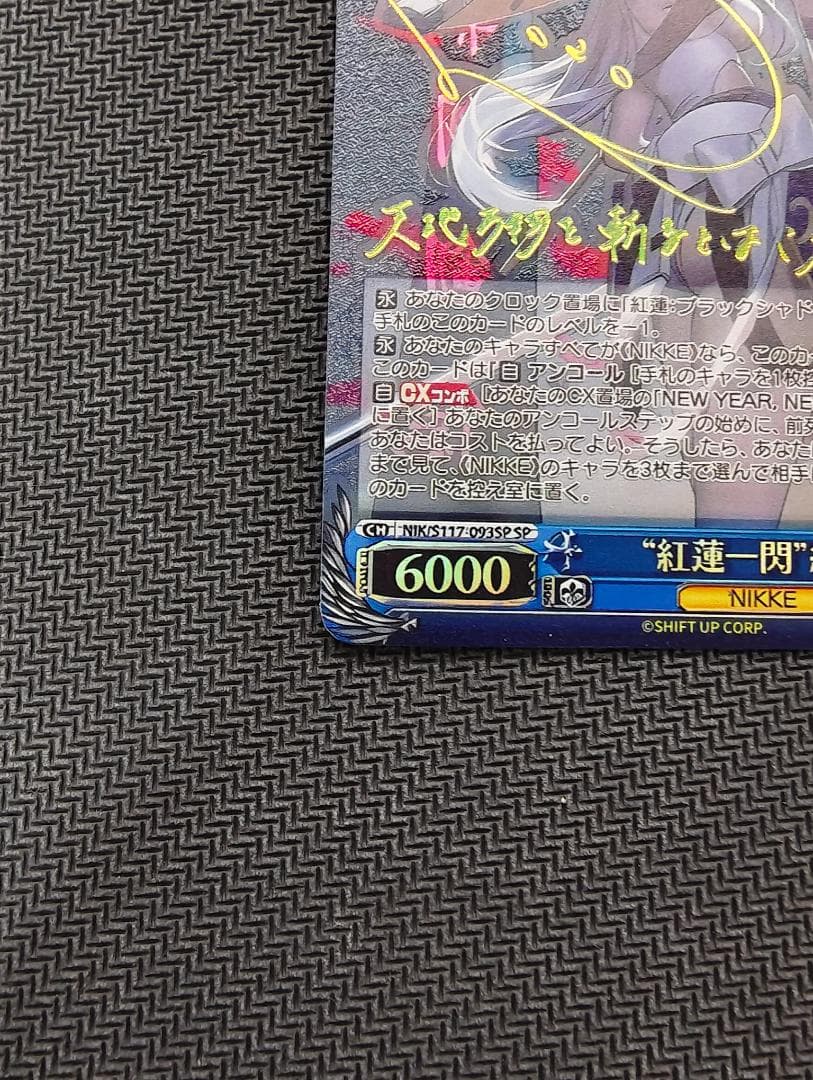 天地万物を斬るとはい
永 あなたのクロック置場に「紅蓮:ブラックシャド
手札のこのカードのレベルを－1。
永 あなたのキャラすべてが《NIKKE》なら、このカ
このカードは「自 アンコール [手札のキャラを1枚控
自 CXコンボ [あなたのCX置場の「NEW YEAR, NE
に置く] あなたのアンコールステップの始めに、前列
あなたはコストを払ってよい。そうしたら、あなたに
まで見て、《NIKKE》のキャラを3枚まで選んで相手に
のカードを控え室に置く。
CH NIK/S117-093SP SP
6000
“紅蓮一閃”
NIKKE
©SHIFT UP CORP.